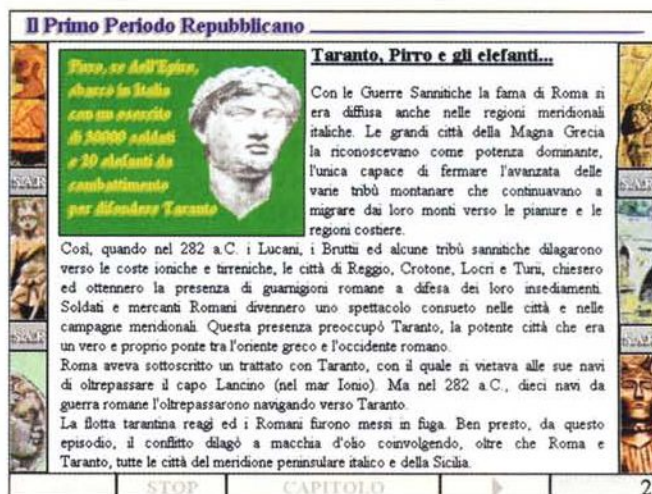 Il Primo Periodo Repubblicano
Pirro, re dell'Epiro,
sbarcò in Italia
con un esercito
di 30000 soldati
e 20 elefanti da
combattimento
per difendere Taranto
Taranto, Pirro e gli elefanti...
Con le Guerre Sannitiche la fama di Roma si
era diffusa anche nelle regioni meridionali
italiche. Le grandi città della Magna Grecia
la riconoscevano come potenza dominante,
l'unica capace di fermare l'avanzata delle
varie tribù montanare che continuavano a
migrare dai loro monti verso le pianure e le
regioni costiere.
Così, quando nel 282 a.C. i Lucani, i Bruttii ed alcune tribù sannitiche dilagarono
verso le coste ioniche e tirreniche, le città di Reggio, Crotone, Locri e Turii, chiesero
ed ottennero la presenza di guarnigioni romane a difesa dei loro insediamenti.
Soldati e mercanti Romani divennero uno spettacolo consueto nelle città e nelle
campagne meridionali. Questa presenza preoccupò Taranto, la potente città che era
un vero e proprio ponte tra l'oriente greco e l'occidente romano.
Roma aveva sottoscritto un trattato con Taranto, con il quale si vietava alle sue navi
di oltrepassare il capo Lancino (nel mar Ionio). Ma nel 282 a.C., dieci navi da
guerra romane l'oltrepassarono navigando verso Taranto.
La flotta tarantina reagì ed i Romani furono messi in fuga. Ben presto, da questo
episodio, il conflitto dilagò a macchia d'olio coinvolgendo, oltre che Roma e
Taranto, tutte le città del meridione peninsulare italico e della Sicilia.
STOP CAPITOLO 2